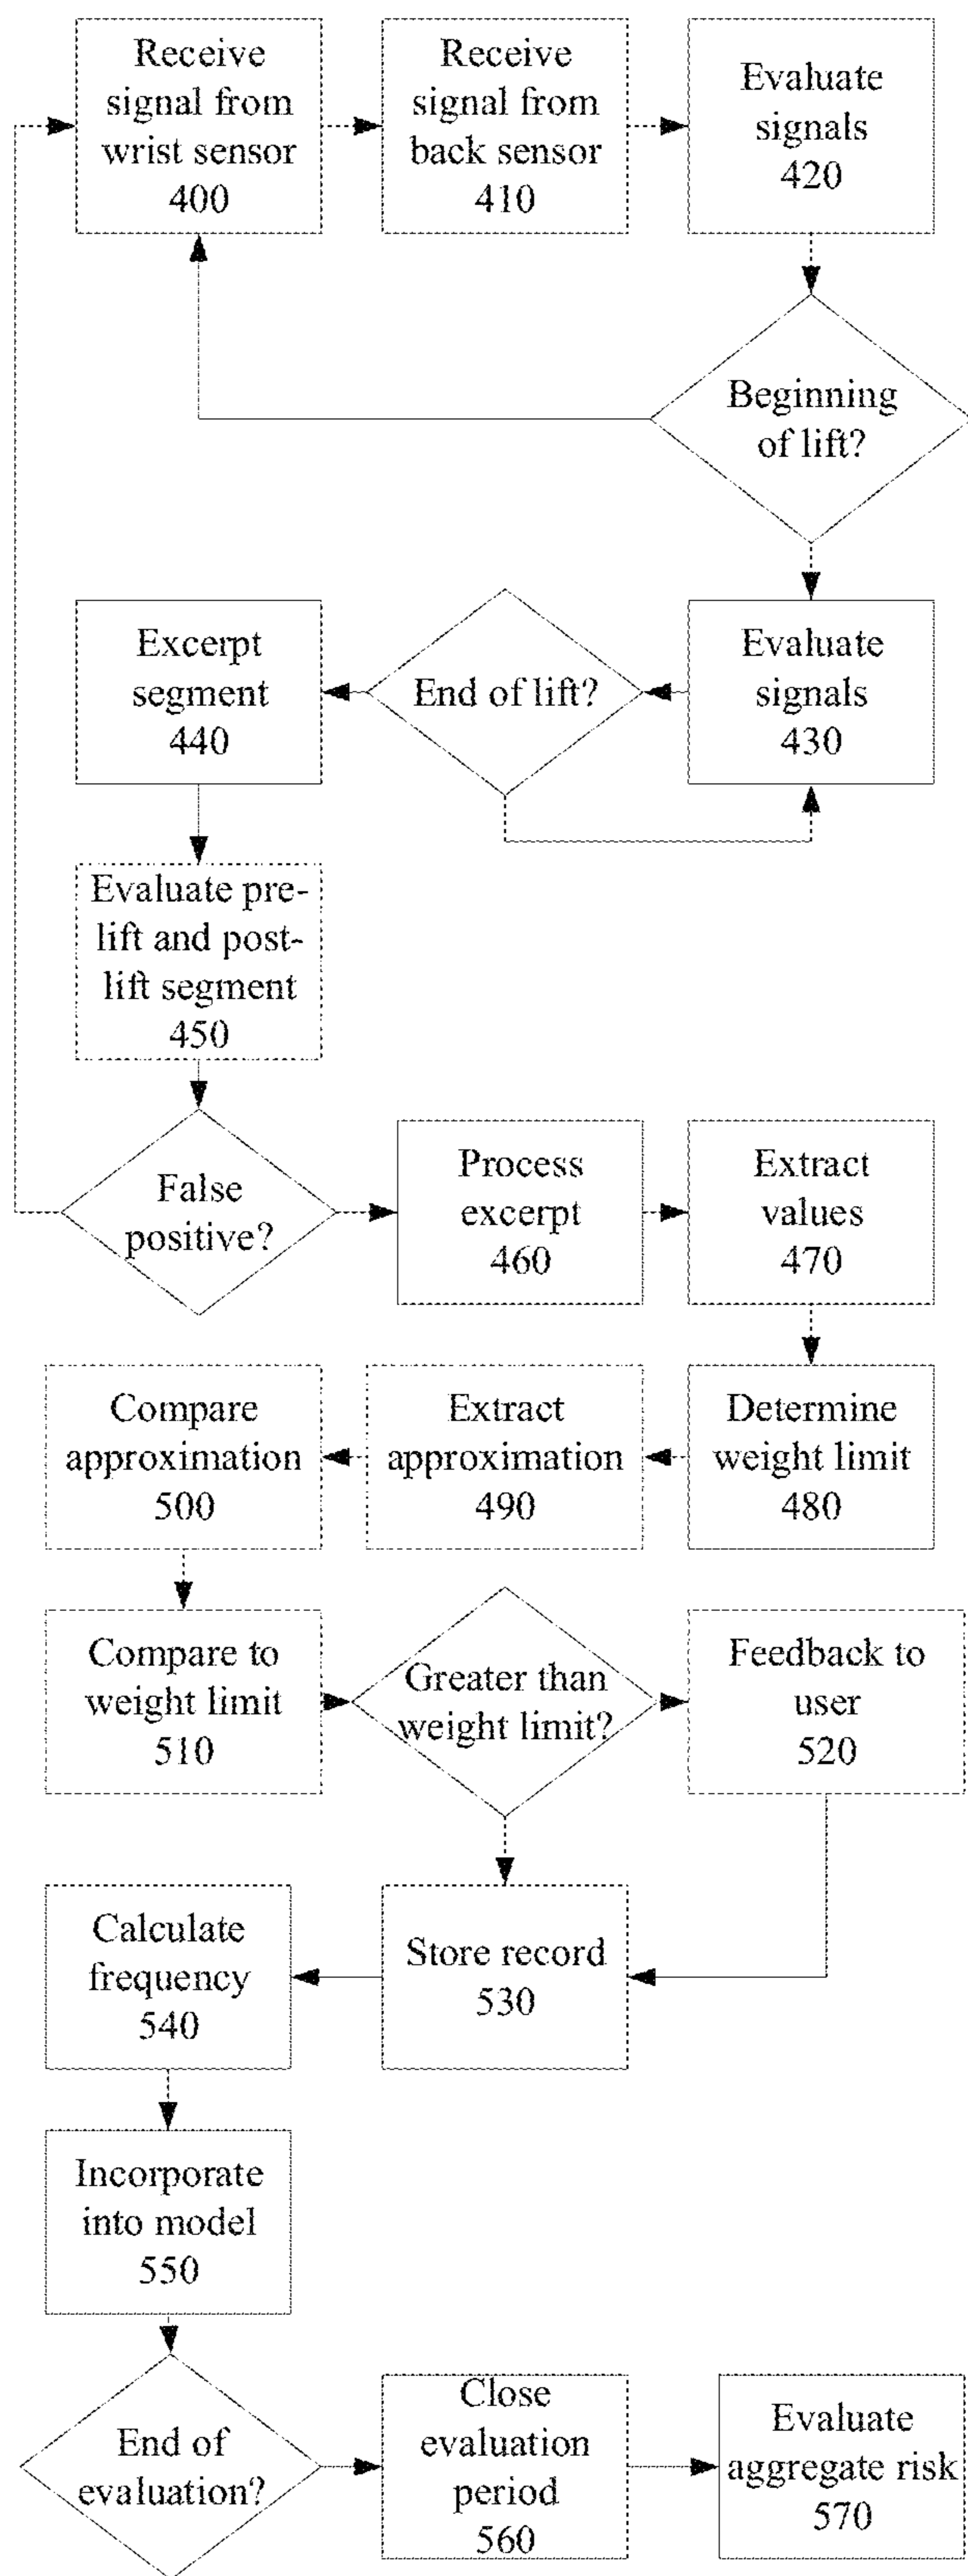 Receive
signal from
wrist sensor
400
Receive
signal from
back sensor
410
Evaluate
signals
420
Beginning
of lift?
Evaluate
signals
430
End of lift?
Excerpt
segment
440
Evaluate pre-
lift and post-
lift segment
450
False
positive?
Process
excerpt
460
Extract
values
470
Determine
weight limit
480
Extract
approximation
490
Compare
approximation
500
Compare to
weight limit
510
Greater than
weight limit?
Feedback to
user
520
Store record
530
Calculate
frequency
540
Incorporate
into model
550
End of
evaluation?
Close
evaluation
period
560
Evaluate
aggregate risk
570